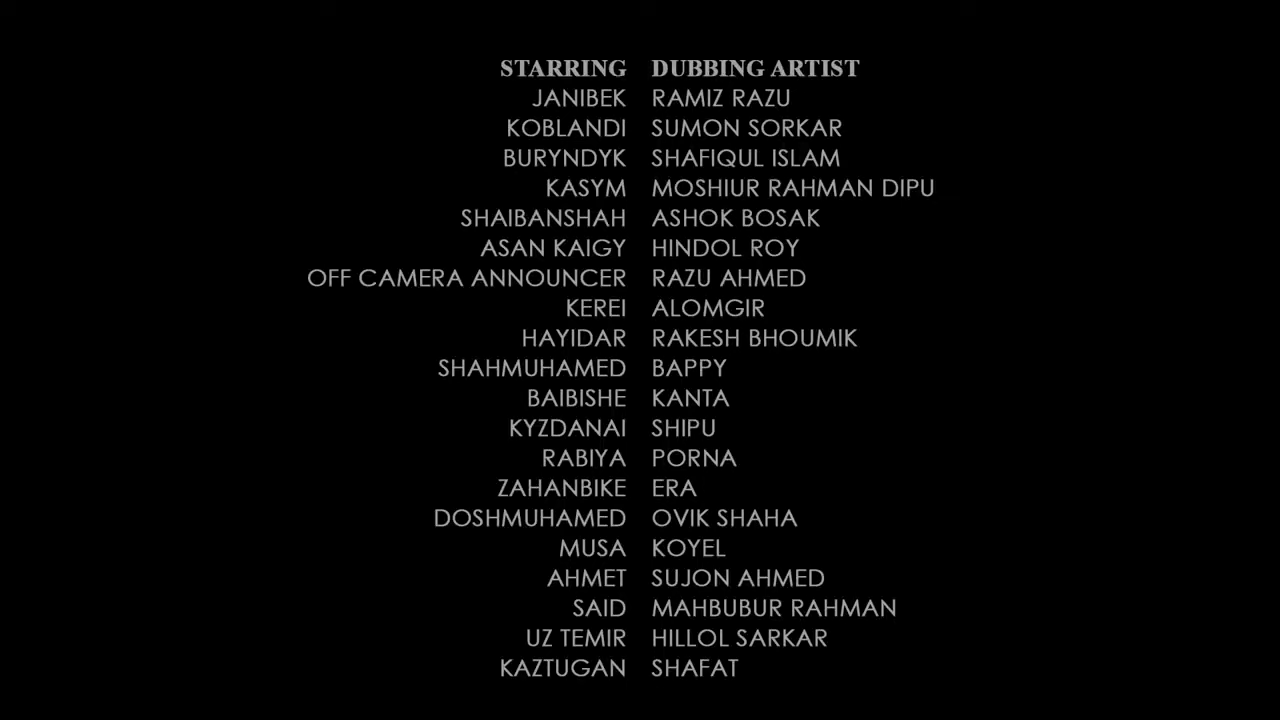 STARRING DUBBING ARTIST
JANIBEK RAMIZ RAZU
KOBLANDI SUMON SORKAR
BURYNDYK SHAFIQUL ISLAM
KASYM MOSHIUR RAHMAN DIPU
SHAIBANSHAH ASHOK BOSAK
ASAN KAIGY HINDOL ROY
OFF CAMERA ANNOUNCER RAZU AHMED
KEREI ALOMGIR
HAYIDAR RAKESH BHOUMIK
SHAHMUHAMED BAPPY
BAIBISHE KANTA
KYZDANAI SHIPU
RABIYA PORNA
ZAHANBIKE ERA
DOSHMUHAMED OVIK SHAHA
MUSA KOYEL
AHMET SUJON AHMED
SAID MAHBUBUR RAHMAN
UZ TEMIR HILLOL SARKAR
KAZTUGAN SHAFAT